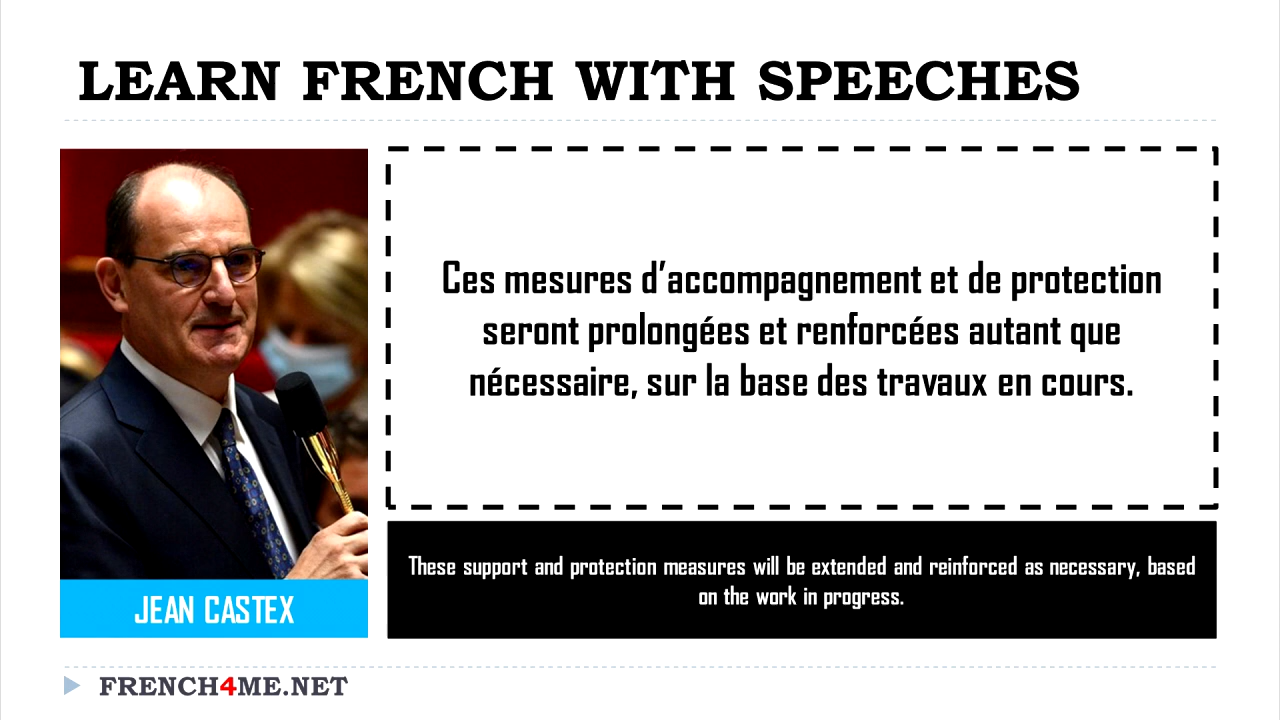 LEARN FRENCH WITH SPEECHES
Ces mesures d’accompagnement et de protection
seront prolongées et renforcées autant que
nécessaire, sur la base des travaux en cours.
These support and protection measures will be extended and reinforced as necessary, based
on the work in progress.
JEAN CASTEX
FRENCH4ME.NET